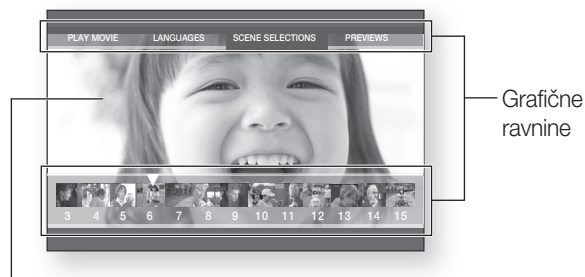 PLAY MOVIE LANGUAGES SCENE SELECTIONS PREVIEWS
Grafične
ravnine
3 4 5 6 7 8 9 10 11 12 13 14 15